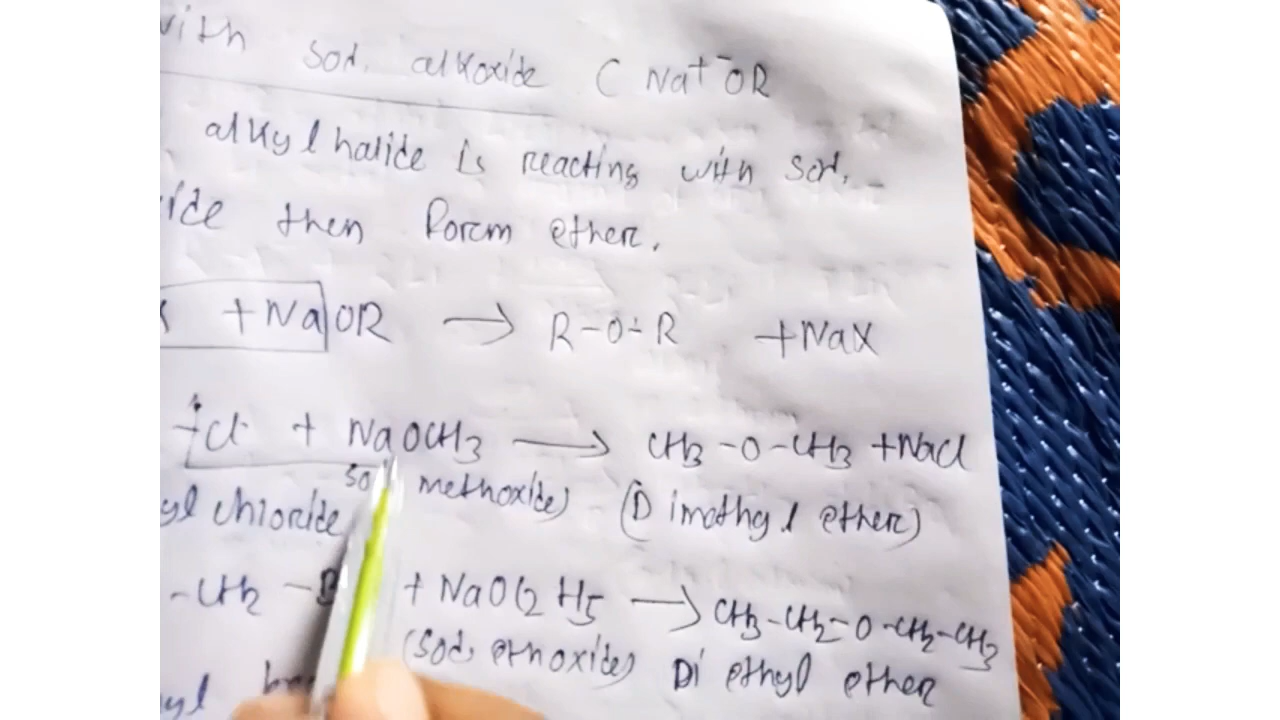 with sod. alkoxide ( Na⁺ ⁻OR
alkyl halide is reacting with sod.
ide then form ether.
+ NaOR → R-O-R + NaX
-Cl + NaOCH3 → CH3-O-CH3 + NaCl
methoxide) (Dimethyl ether)
yl chloride
-CH2 -B + NaOC2H5 → CH3-CH2-O-CH2-CH3
(sod. ethoxide) Di ethyl ether
yl